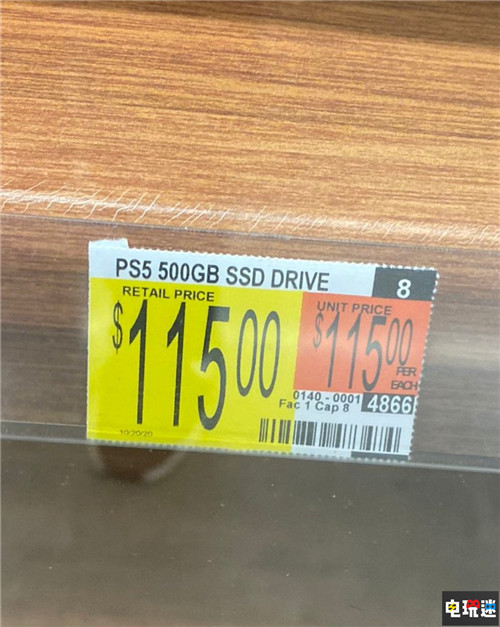 PS5 500GB SSD DRIVE
8
RETAIL PRICE
$115.00
UNIT PRICE
$115.00
PER
EACH
0140 - 0001
Fac 1 Cap 8
4866
10/20/20
电玩迷